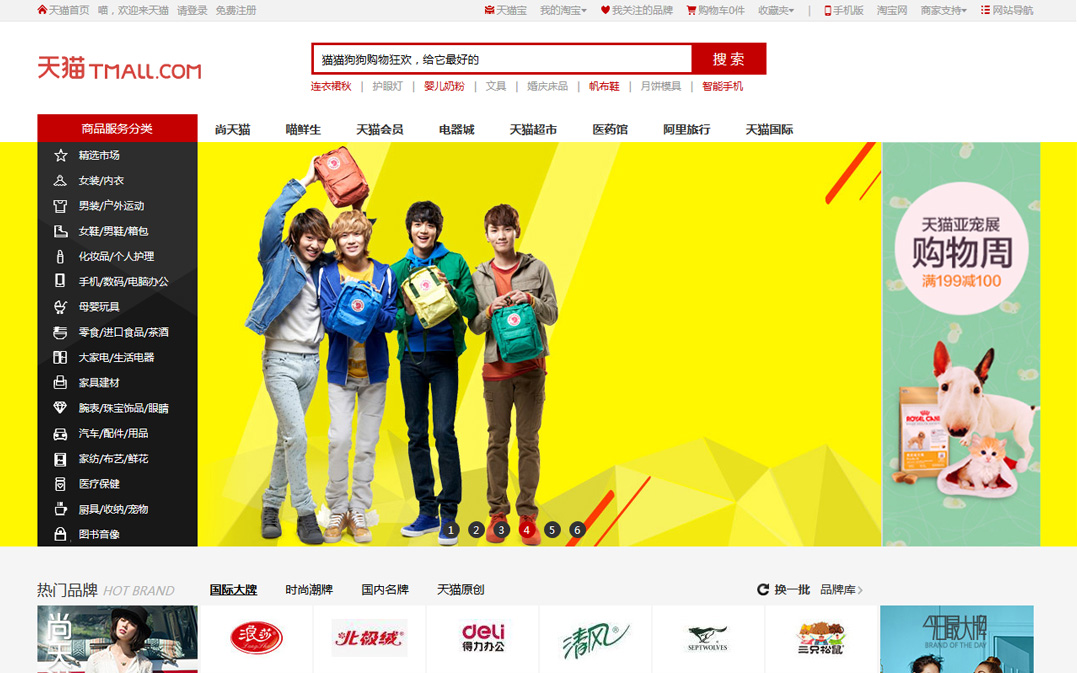 天猫首页 喵，欢迎来天猫 请登录 免费注册
天猫宝 我的淘宝 我关注的品牌 购物车0件 收藏夹 | 手机版 淘宝网 商家支持 网站导航
天猫 TMALL.COM
猫猫狗狗购物狂欢，给它最好的 搜 索
连衣裙秋 | 护眼灯 | 婴儿奶粉 | 文具 | 婚庆床品 | 帆布鞋 | 月饼模具 | 智能手机
商品服务分类 尚天猫 喵鲜生 天猫会员 电器城 天猫超市 医药馆 阿里旅行 天猫国际
精选市场
女装/内衣
男装/户外运动
女鞋/男鞋/箱包
化妆品/个人护理
手机/数码/电脑办公
母婴玩具
零食/进口食品/茶酒
大家电/生活电器
家具建材
腕表/珠宝饰品/眼睛
汽车/配件/用品
家纺/布艺/鲜花
医疗保健
厨具/收纳/宠物
图书音像
1 2 3 4 5 6
天猫亚宠展
购物周
满199减100
ROYAL CANIN
热门品牌 HOT BRAND 国际大牌 时尚潮牌 国内名牌 天猫原创 换一批 品牌库
尚
天
浪莎
北极绒
deli
得力办公
清风
SEPTWOLVES
三只松鼠
今日最大牌
BRAND OF THE DAY